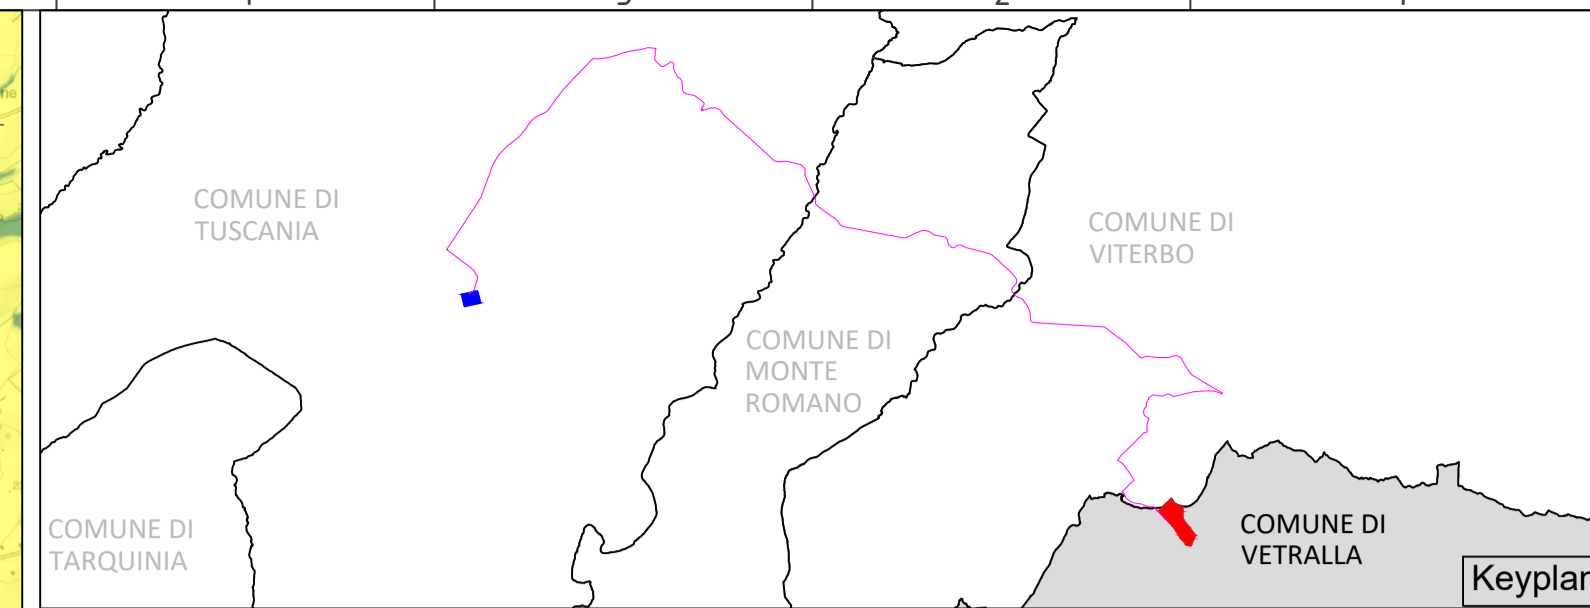 COMUNE DI
TUSCANIA
COMUNE DI
VITERBO
COMUNE DI
MONTE
ROMANO
COMUNE DI
TARQUINIA
COMUNE DI
VETRALLA
Keyplan